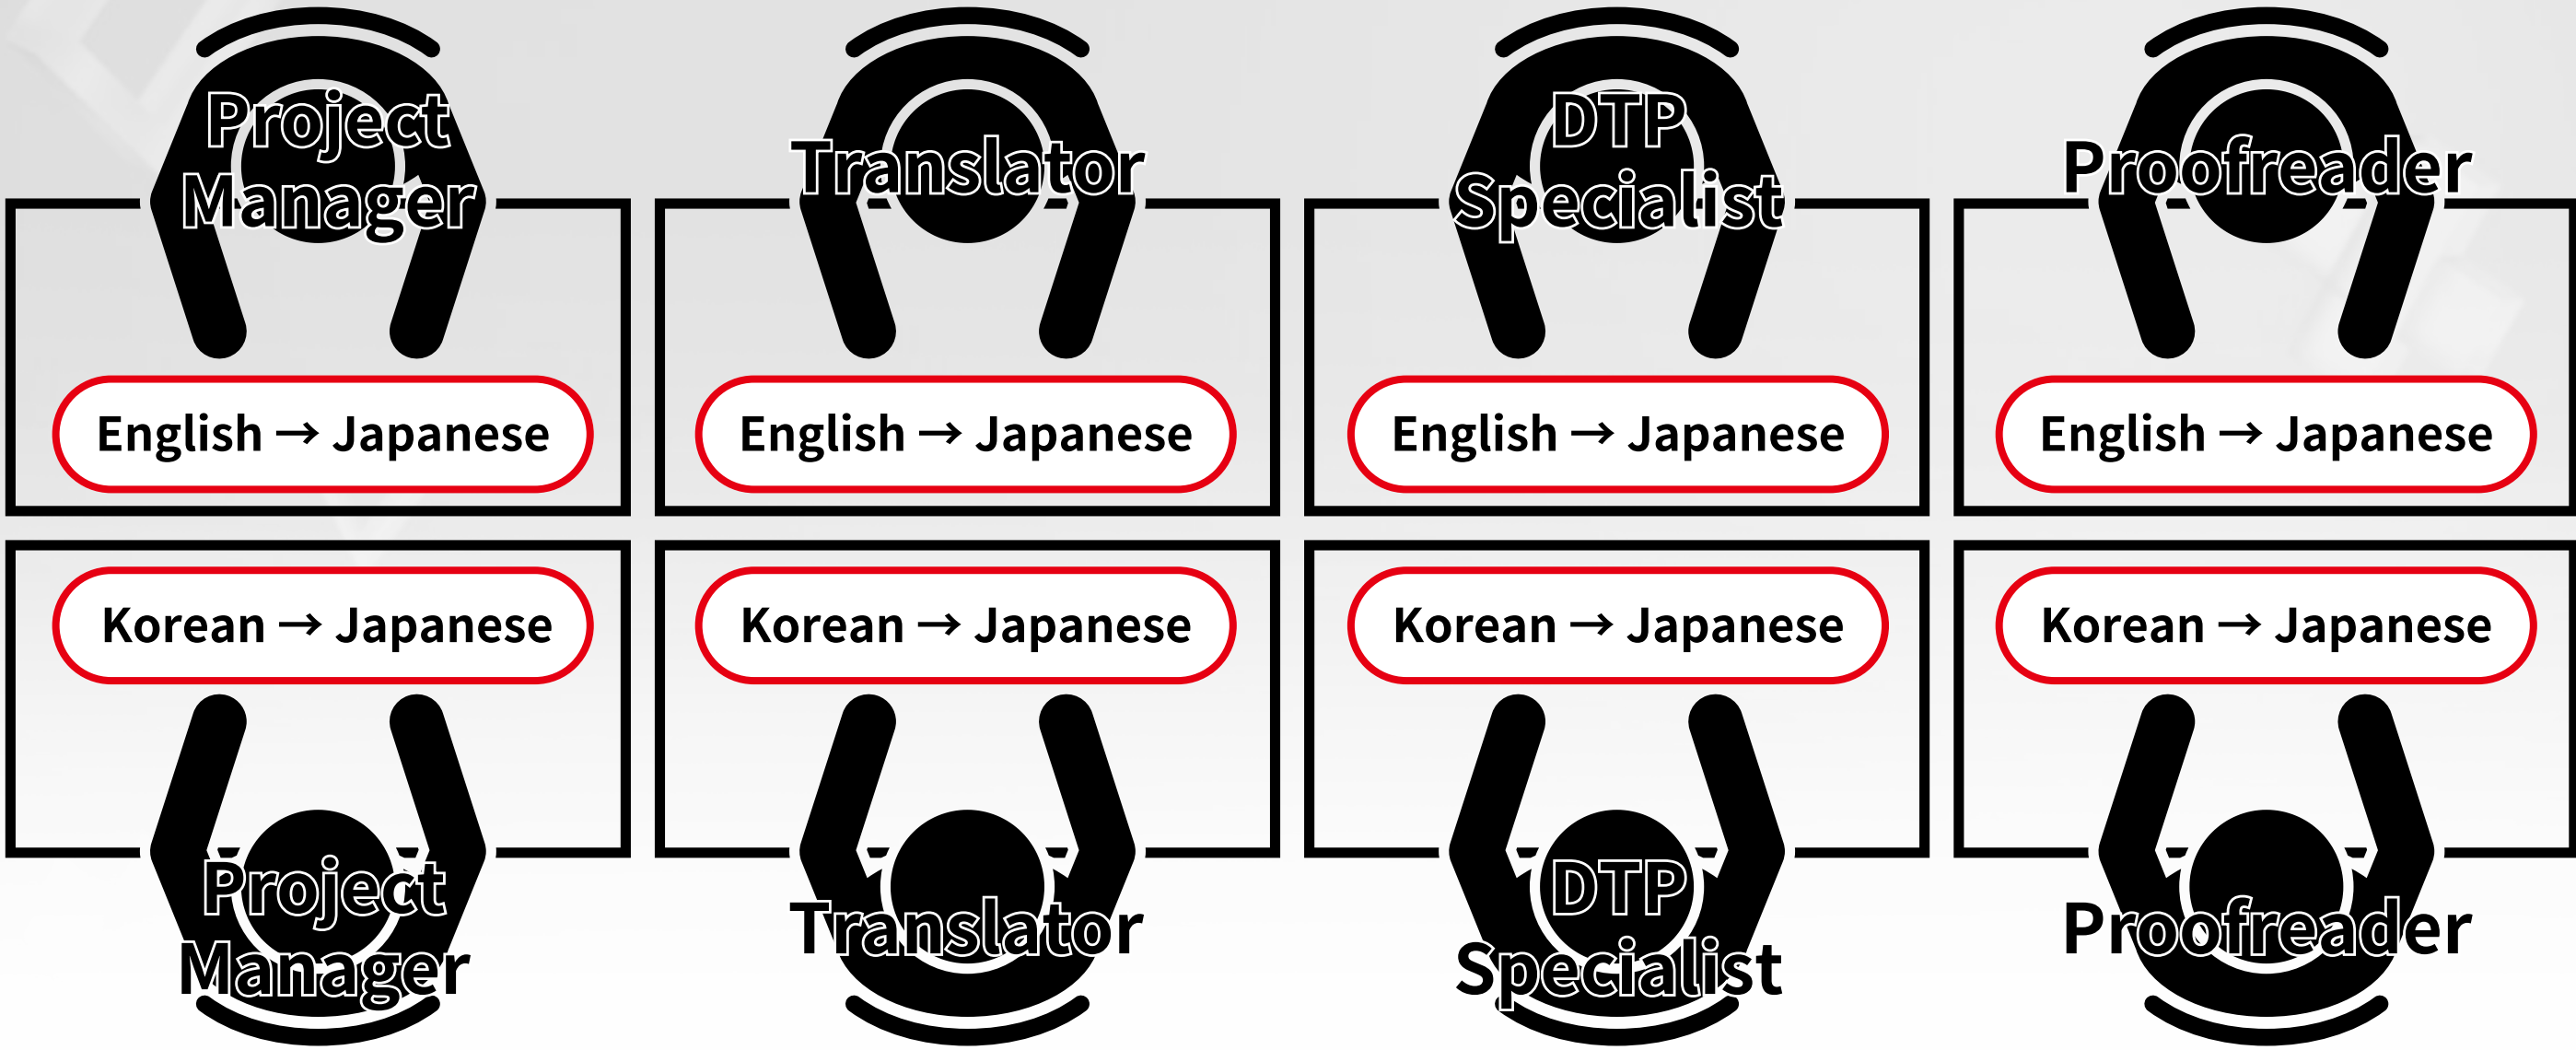 Project
Manager
Translator
DTP
Specialist
Proofreader
English → Japanese
English → Japanese
English → Japanese
English → Japanese
Korean → Japanese
Korean → Japanese
Korean → Japanese
Korean → Japanese
Project
Manager
Translator
DTP
Specialist
Proofreader